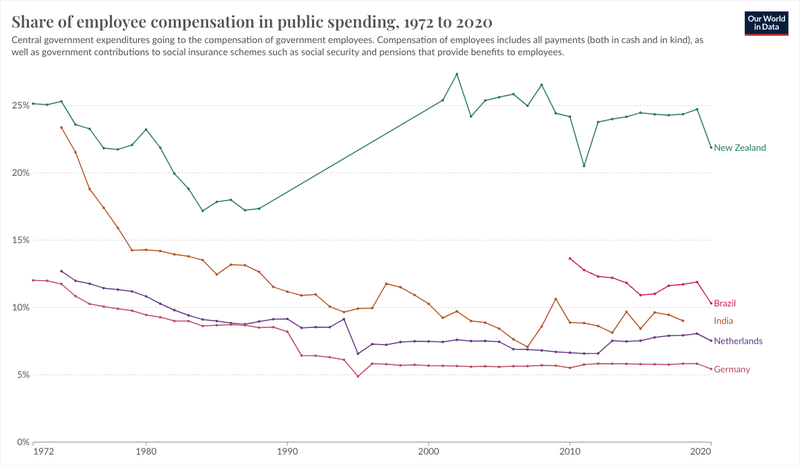 Share of employee compensation in public spending, 1972 to 2020
Our World
in Data
Central government expenditures going to the compensation of government employees. Compensation of employees includes all payments (both in cash and in kind), as
well as government contributions to social insurance schemes such as social security and pensions that provide benefits to employees.
25%
20%
15%
10%
5%
0%
New Zealand
Brazil
India
Netherlands
Germany
1972
1980
1990
2000
2010
2020